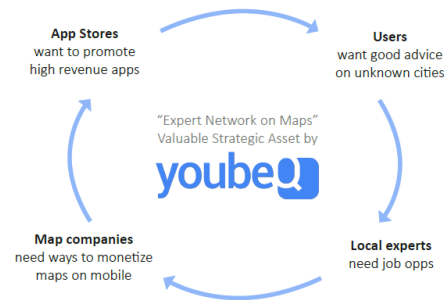 App Stores
want to promote
high revenue apps
Users
want good advice
on unknown cities
“Expert Network on Maps”
Valuable Strategic Asset by
youbeQ
Map companies
need ways to monetize
maps on mobile
Local experts
need job opps